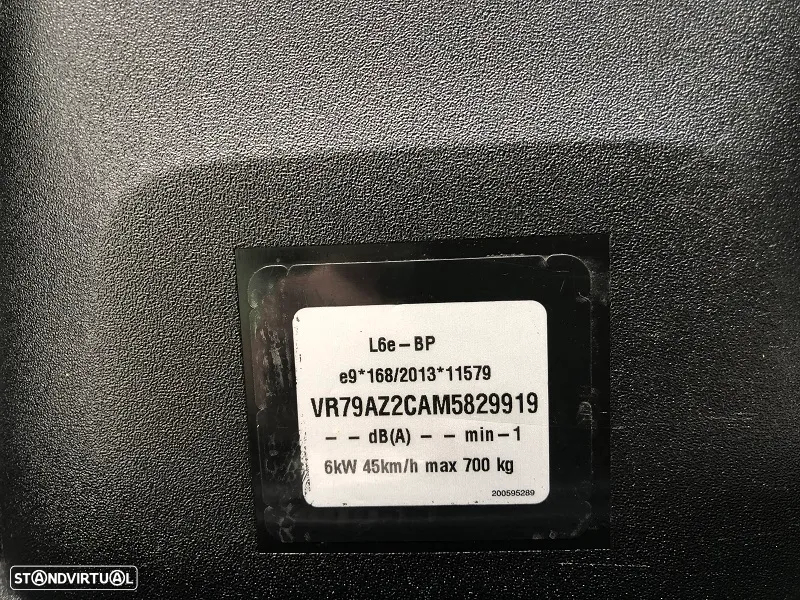 L6e – BP
e9*168/2013*11579
VR79AZ2CAM5829919
– – dB(A) – – min – 1
6kW 45km/h max 700 kg
200595289
STANDVIRTUAL